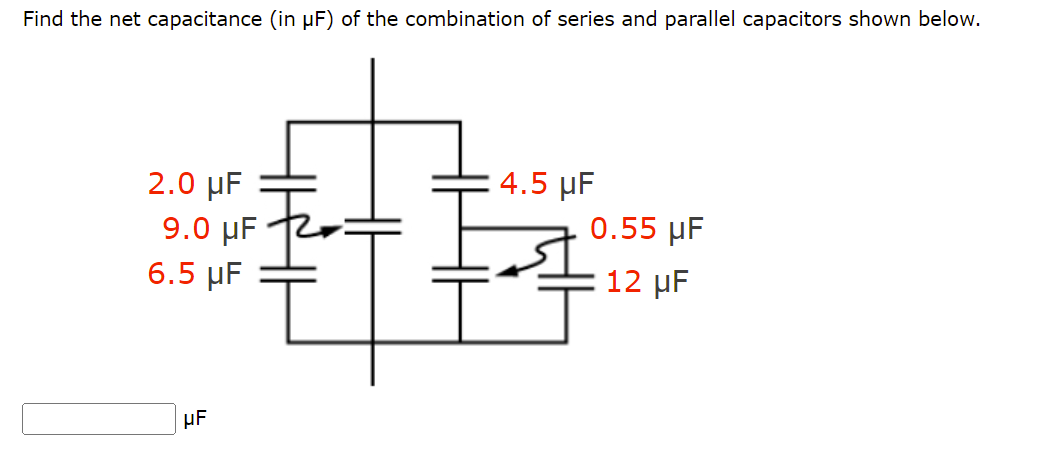 Find the net capacitance (in µF) of the combination of series and parallel capacitors shown below.
2.0 µF
4.5 µF
9.0 µF
0.55 µF
6.5 µF
12 µF
µF